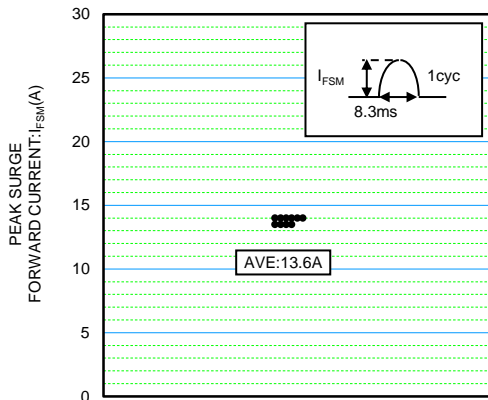 30
25
20
15
10
5
0
PEAK SURGE
FORWARD CURRENT:IFSM(A)
IFSM
1cyc
8.3ms
AVE:13.6A